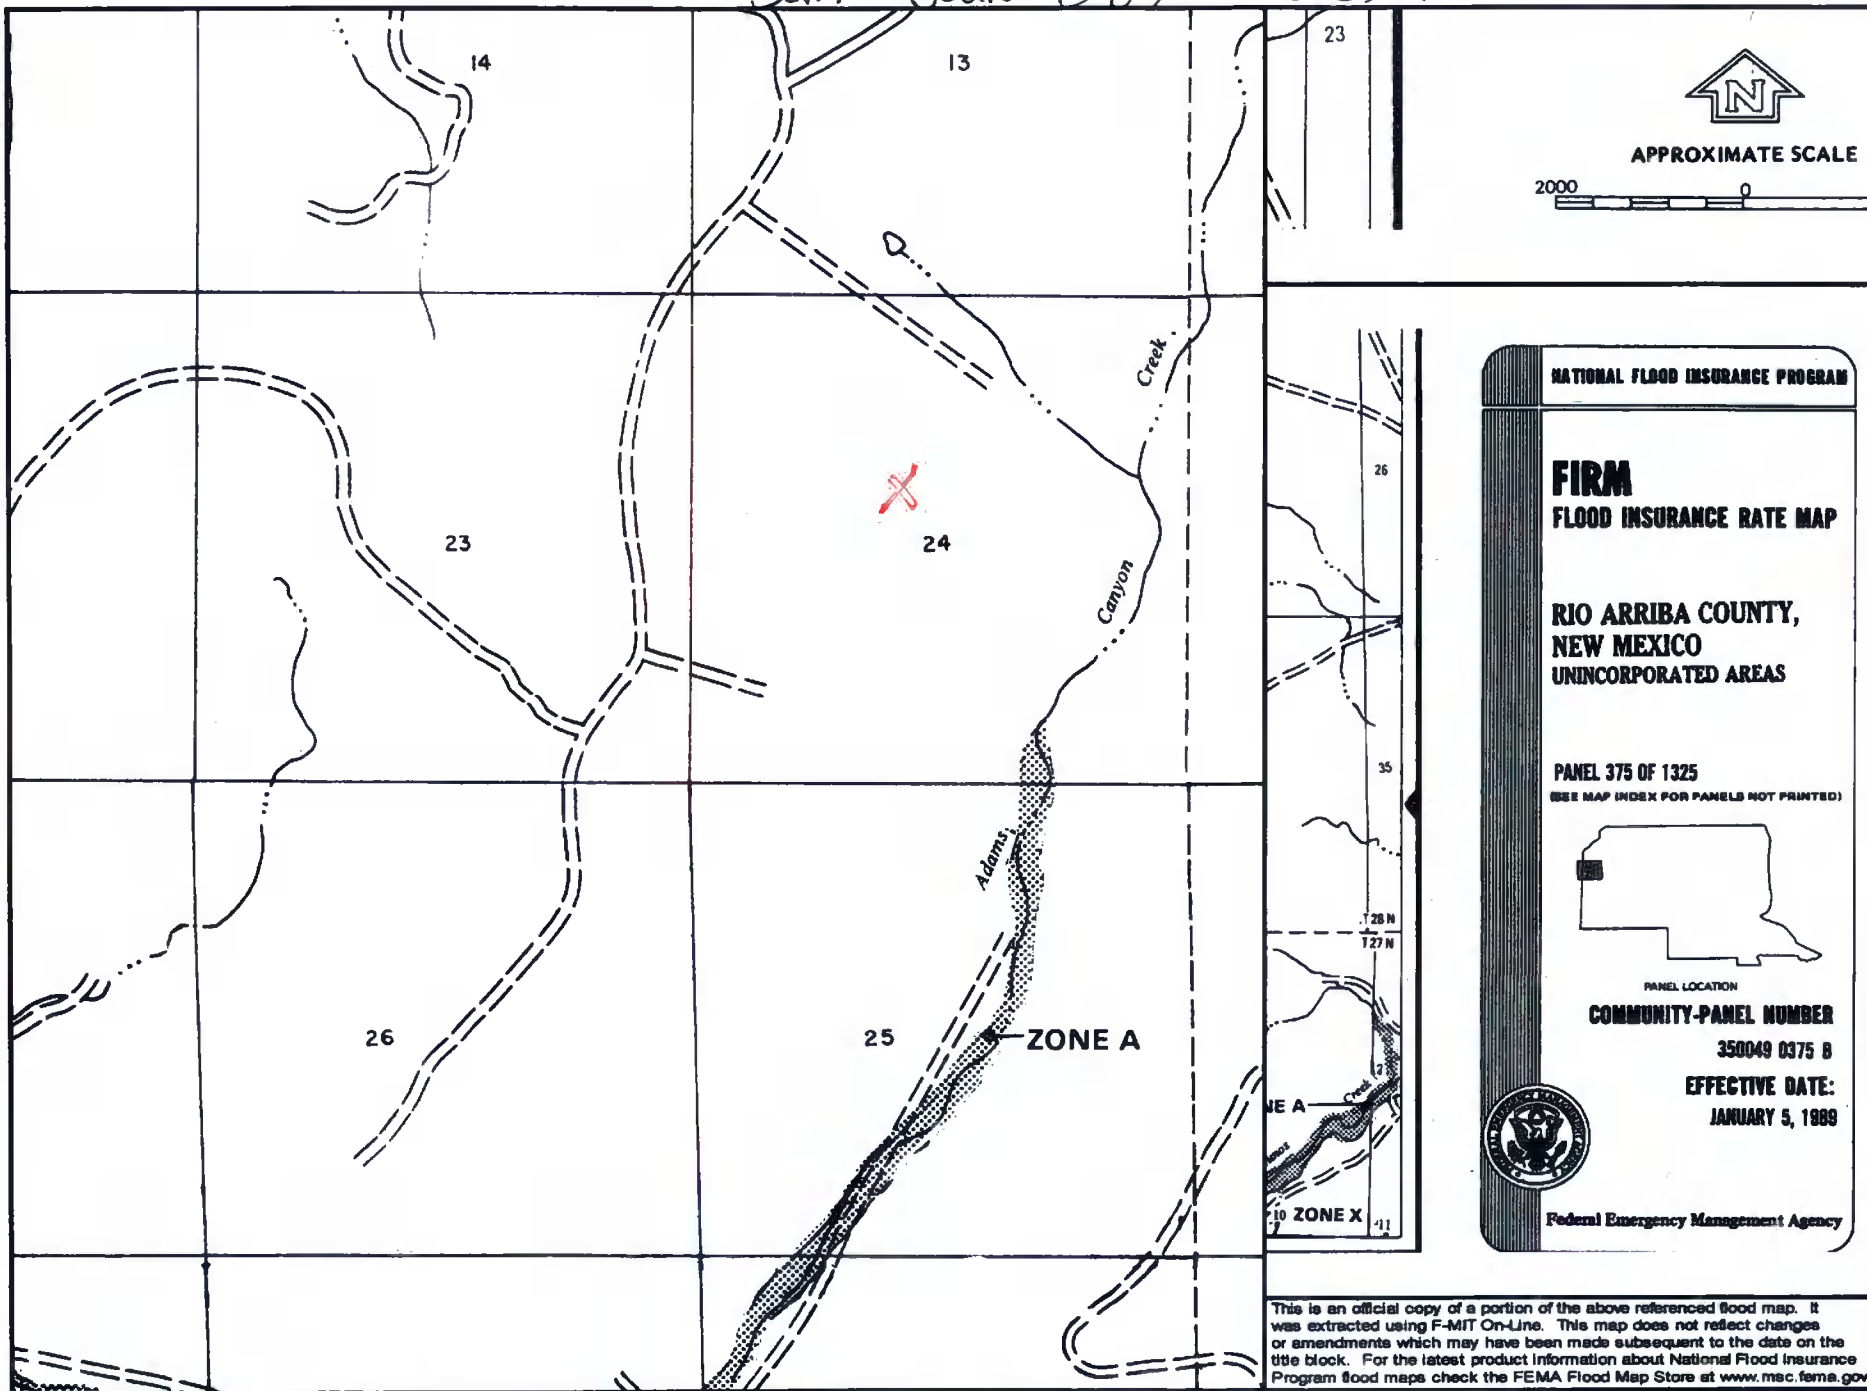 14
13
23
24
26
25
Creek
Canyon
Adams
ZONE A
23
26
35
T28N
T27N
Creek
NE A
10 ZONE X 11
N
APPROXIMATE SCALE
2000 0
NATIONAL FLOOD INSURANCE PROGRAM
FIRM
FLOOD INSURANCE RATE MAP
RIO ARRIBA COUNTY,
NEW MEXICO
UNINCORPORATED AREAS
PANEL 375 OF 1325
(SEE MAP INDEX FOR PANELS NOT PRINTED)
PANEL LOCATION
COMMUNITY-PANEL NUMBER
350049 0375 B
EFFECTIVE DATE:
JANUARY 5, 1989
Federal Emergency Management Agency
This is an official copy of a portion of the above referenced flood map. It
was extracted using F-MIT On-Line. This map does not reflect changes
or amendments which may have been made subsequent to the date on the
title block. For the latest product information about National Flood Insurance
Program flood maps check the FEMA Flood Map Store at www.msc.fema.gov